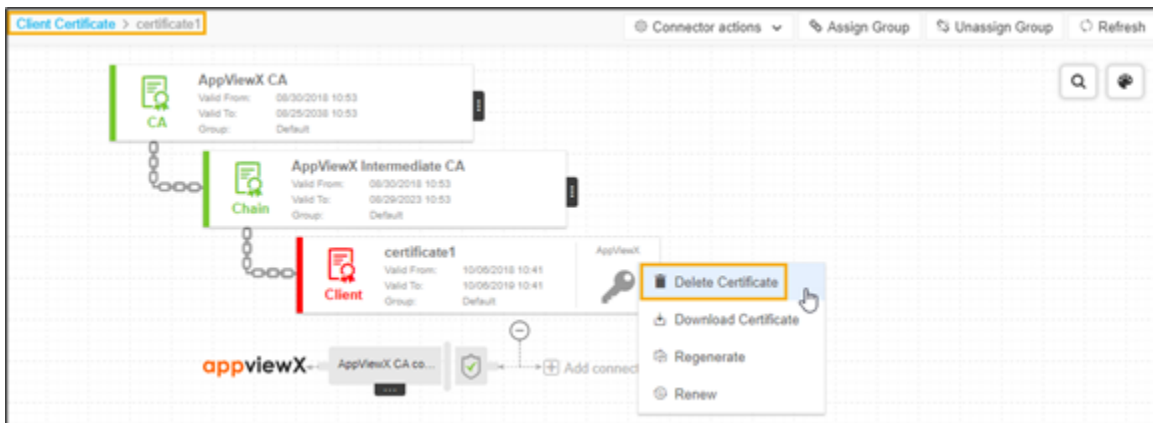 Client Certificate > certificate1
Connector actions
Assign Group
Unassign Group
Refresh
AppViewX CA
Valid From: 08/30/2018 10:53
Valid To: 08/25/2038 10:53
Group: Default
CA
AppViewX Intermediate CA
Valid From: 08/30/2018 10:53
Valid To: 08/29/2023 10:53
Group: Default
Chain
certificate1
Valid From: 10/06/2018 10:41
Valid To: 10/06/2019 10:41
Group: Default
Client
AppViewX
Delete Certificate
Download Certificate
Regenerate
Renew
appviewX
AppViewX CA co...
Add connect